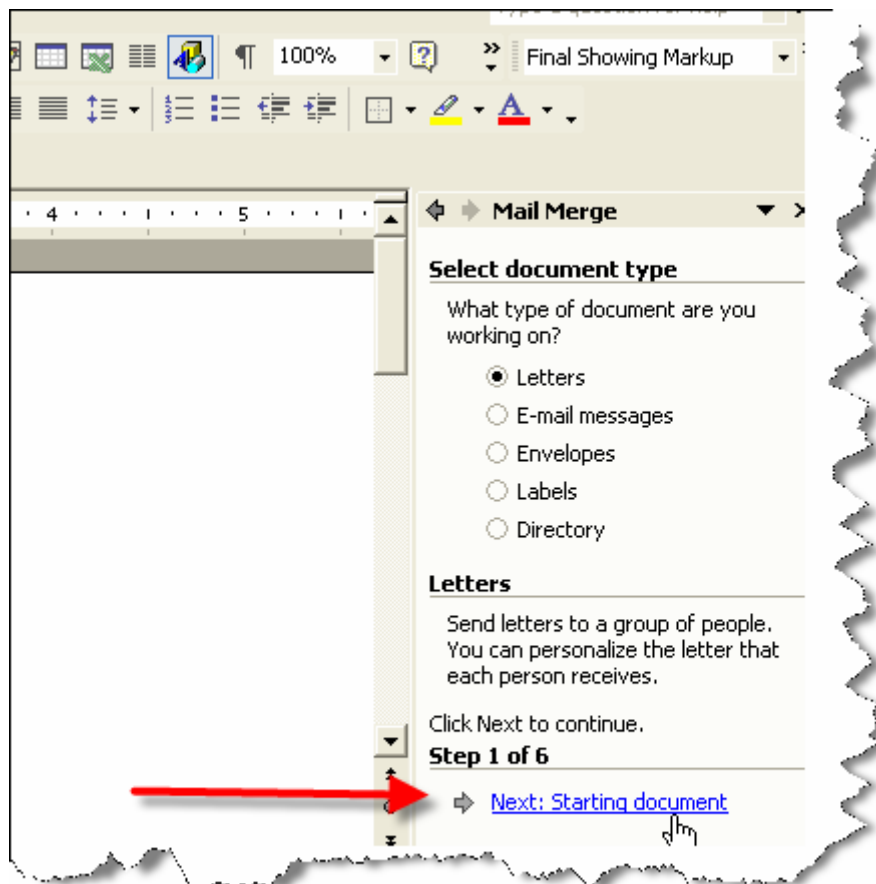 100%
Final Showing Markup
4 5
Mail Merge
Select document type
What type of document are you
working on?
Letters
E-mail messages
Envelopes
Labels
Directory
Letters
Send letters to a group of people.
You can personalize the letter that
each person receives.
Click Next to continue.
Step 1 of 6
Next: Starting document